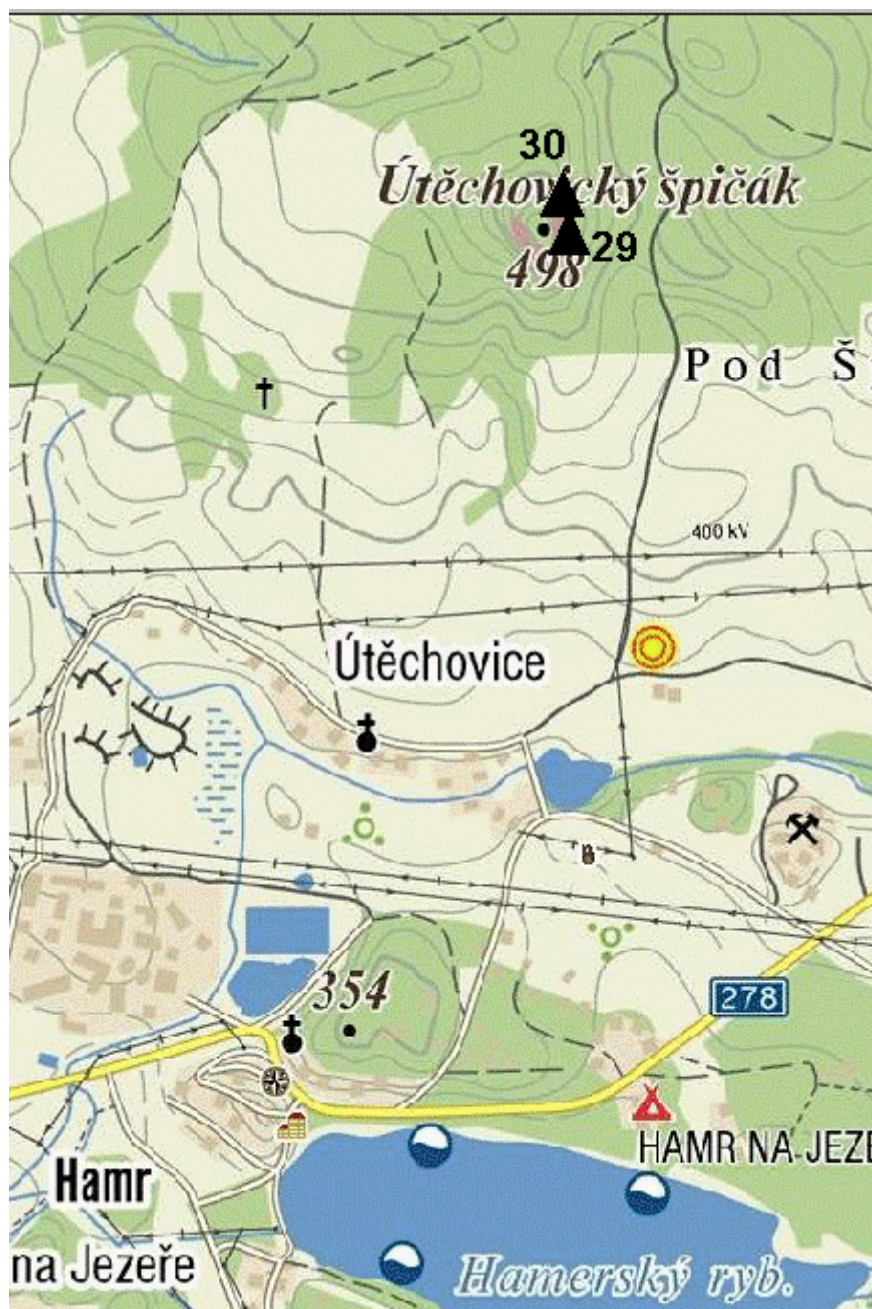 30
Útěchovický špičák
29
498
Pod Š
400 kV
Útěchovice
354
278
HAMR NA JEZE
Hamr
na Jezeře
Hamerský ryb.